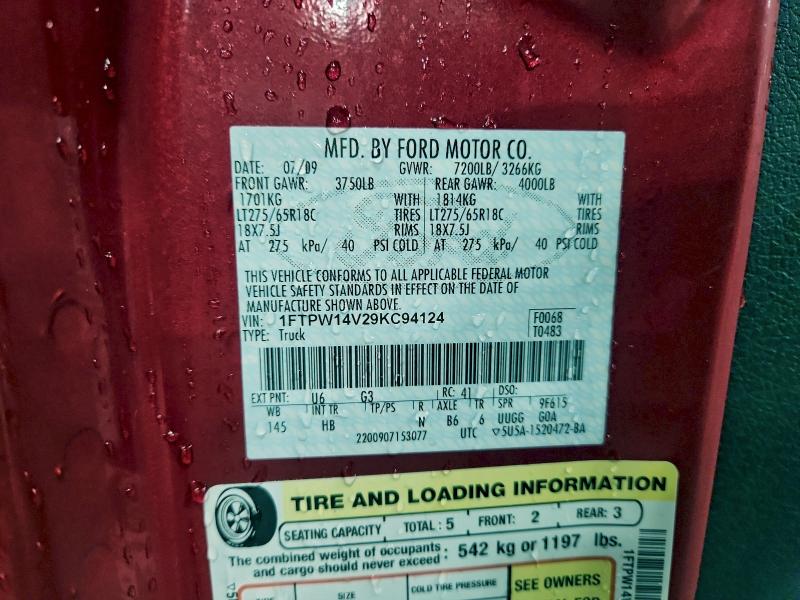 MFD. BY FORD MOTOR CO.
DATE: 07/09 GVWR: 7200LB/ 3266KG
FRONT GAWR: 3750LB REAR GAWR: 4000LB
1701KG WITH 1814KG WITH
LT275/65R18C TIRES LT275/65R18C TIRES
18X7.5J RIMS 18X7.5J RIMS
AT 275 kPa/ 40 PSI COLD AT 275 kPa/ 40 PSI COLD
THIS VEHICLE CONFORMS TO ALL APPLICABLE FEDERAL MOTOR
VEHICLE SAFETY STANDARDS IN EFFECT ON THE DATE OF
MANUFACTURE SHOWN ABOVE.
VIN: 1FTPW14V29KC94124 F0068
TYPE: Truck T0483
EXT PNT: U6 G3 RC: 41 DSO:
WB INT TR TP/PS R AXLE TR SPR 9F615
145 HB N B6 6 UUGG G0A
2200907153077 UTC ▽5U5A-1520472-BA
TIRE AND LOADING INFORMATION
SEATING CAPACITY TOTAL : 5 FRONT: 2 REAR: 3
The combined weight of occupants : 542 kg or 1197 lbs.
and cargo should never exceed
SIZE COLD TIRE PRESSURE SEE OWNERS
1FTPW14